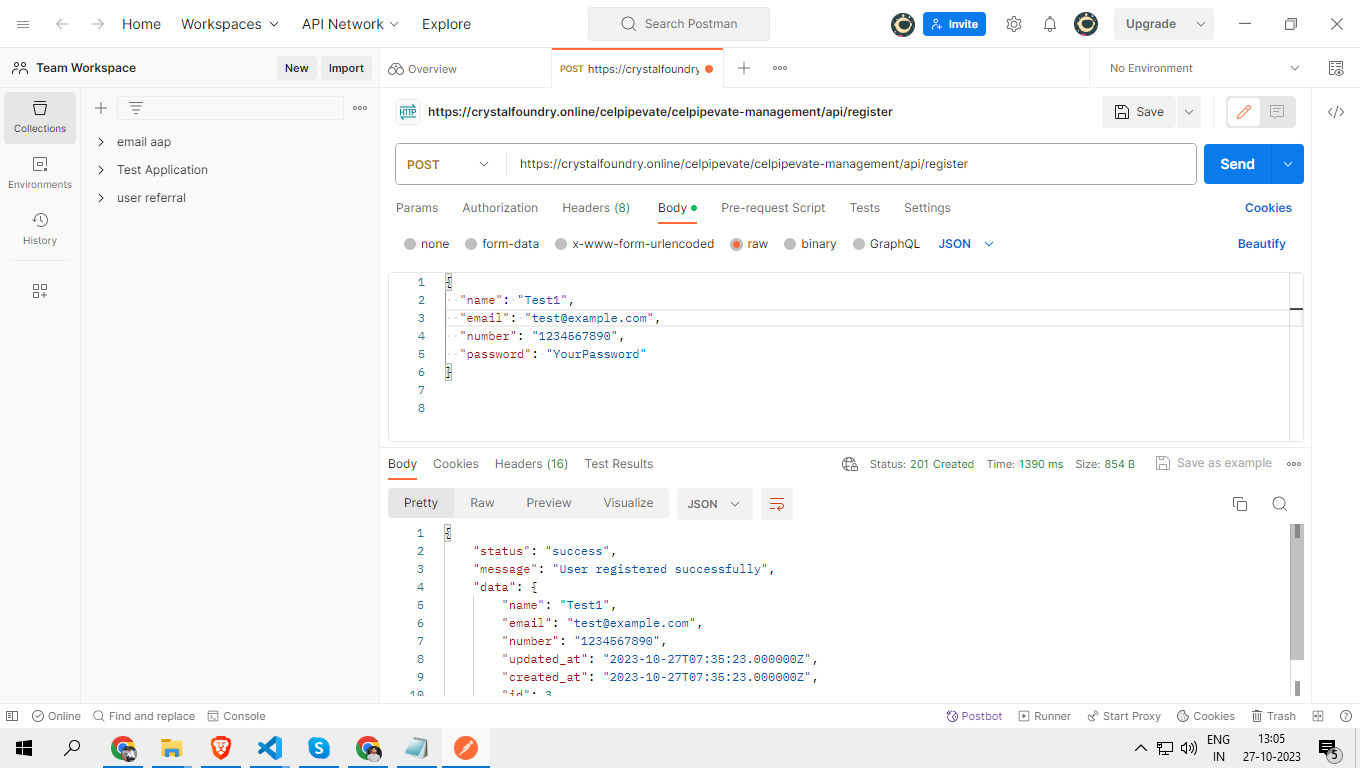 Home Workspaces API Network Explore Search Postman Invite Upgrade
Team Workspace New Import Overview POST https://crystalfoundry No Environment
Collections
Environments
History
email aap
Test Application
user referral
HTTP https://crystalfoundry.online/celpipevate/celpipevate-management/api/register Save
POST https://crystalfoundry.online/celpipevate/celpipevate-management/api/register Send
Params Authorization Headers (8) Body Pre-request Script Tests Settings Cookies
none form-data x-www-form-urlencoded raw binary GraphQL JSON Beautify
1 {
2 "name": "Test1",
3 "email": "test@example.com",
4 "number": "1234567890",
5 "password": "YourPassword"
6 }
7
8
Body Cookies Headers (16) Test Results Status: 201 Created Time: 1390 ms Size: 854 B Save as example
Pretty Raw Preview Visualize JSON
1 {
2 "status": "success",
3 "message": "User registered successfully",
4 "data": {
5 "name": "Test1",
6 "email": "test@example.com",
7 "number": "1234567890",
8 "updated_at": "2023-10-27T07:35:23.000000Z",
9 "created_at": "2023-10-27T07:35:23.000000Z",
10 "id": 3
Online Find and replace Console Postbot Runner Start Proxy Cookies Trash
ENG
IN
13:05
27-10-2023
5